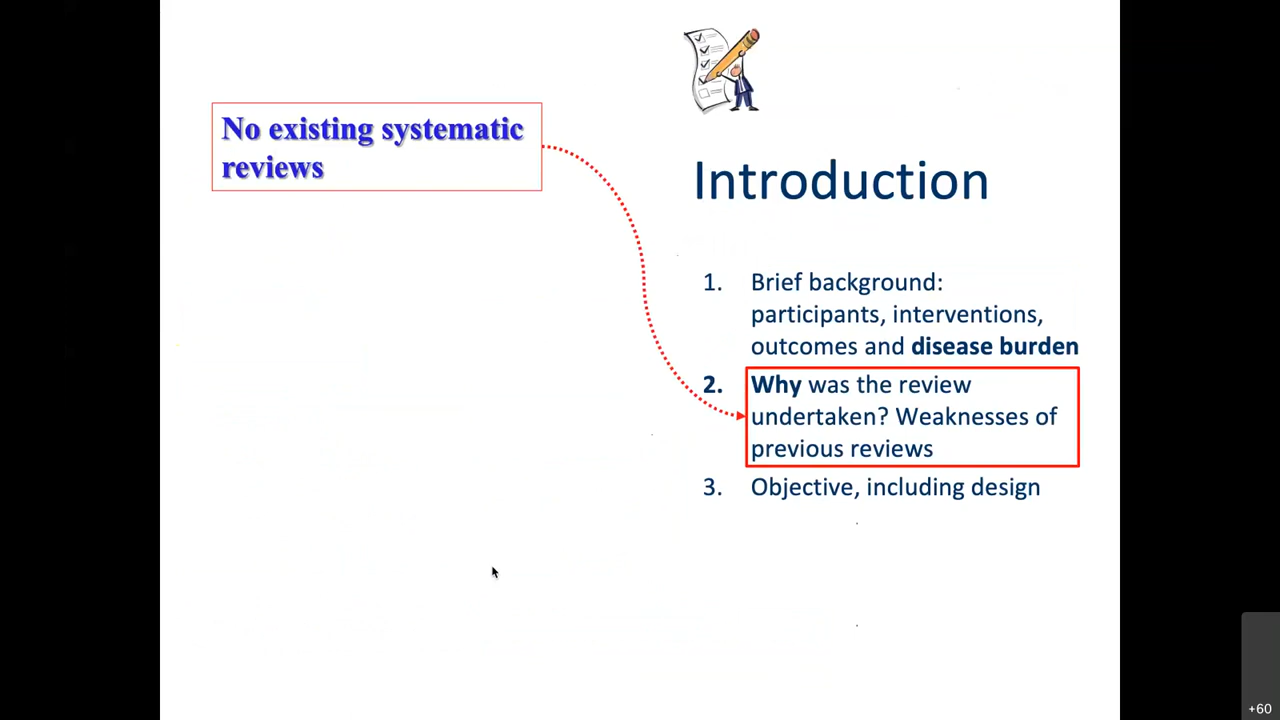 No existing systematic
reviews
Introduction
1. Brief background:
participants, interventions,
outcomes and disease burden
2. Why was the review
undertaken? Weaknesses of
previous reviews
3. Objective, including design
+60